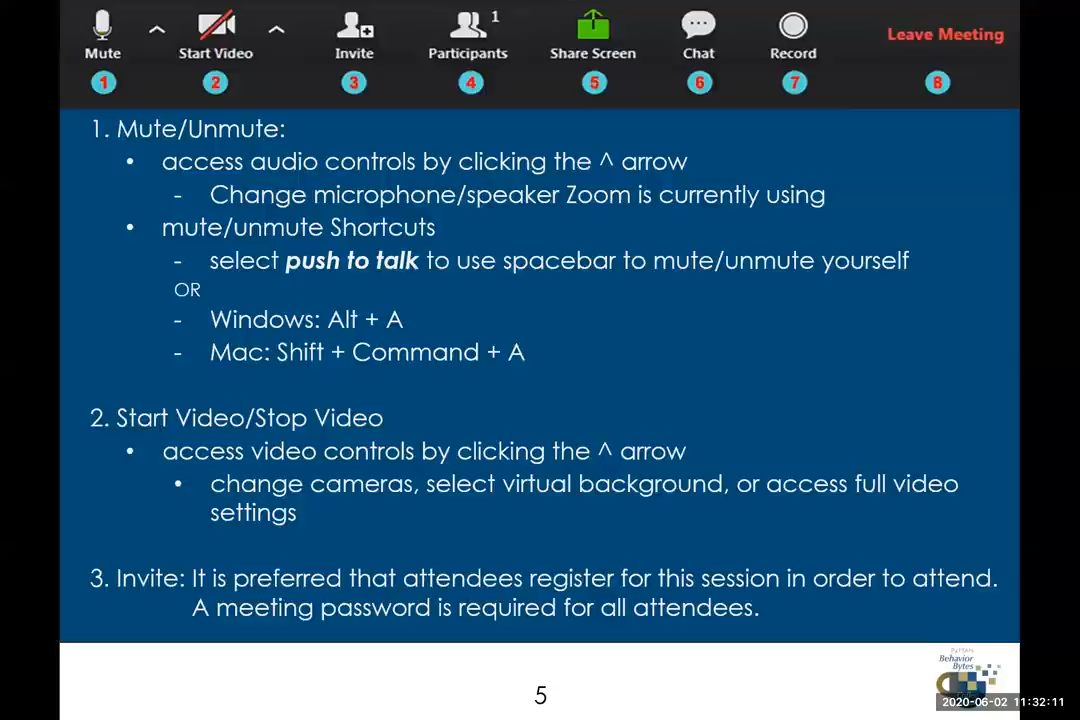 Mute
Start Video
Invite
1
Participants
Share Screen
Chat
Record
Leave Meeting
1
2
3
4
5
6
7
8
1. Mute/Unmute:
• access audio controls by clicking the ^ arrow
- Change microphone/speaker Zoom is currently using
• mute/unmute Shortcuts
- select push to talk to use spacebar to mute/unmute yourself
OR
- Windows: Alt + A
- Mac: Shift + Command + A
2. Start Video/Stop Video
• access video controls by clicking the ^ arrow
• change cameras, select virtual background, or access full video
settings
3. Invite: It is preferred that attendees register for this session in order to attend.
A meeting password is required for all attendees.
5
PaTTAN
Behavior
Bytes
2020-06-02 11:32:11